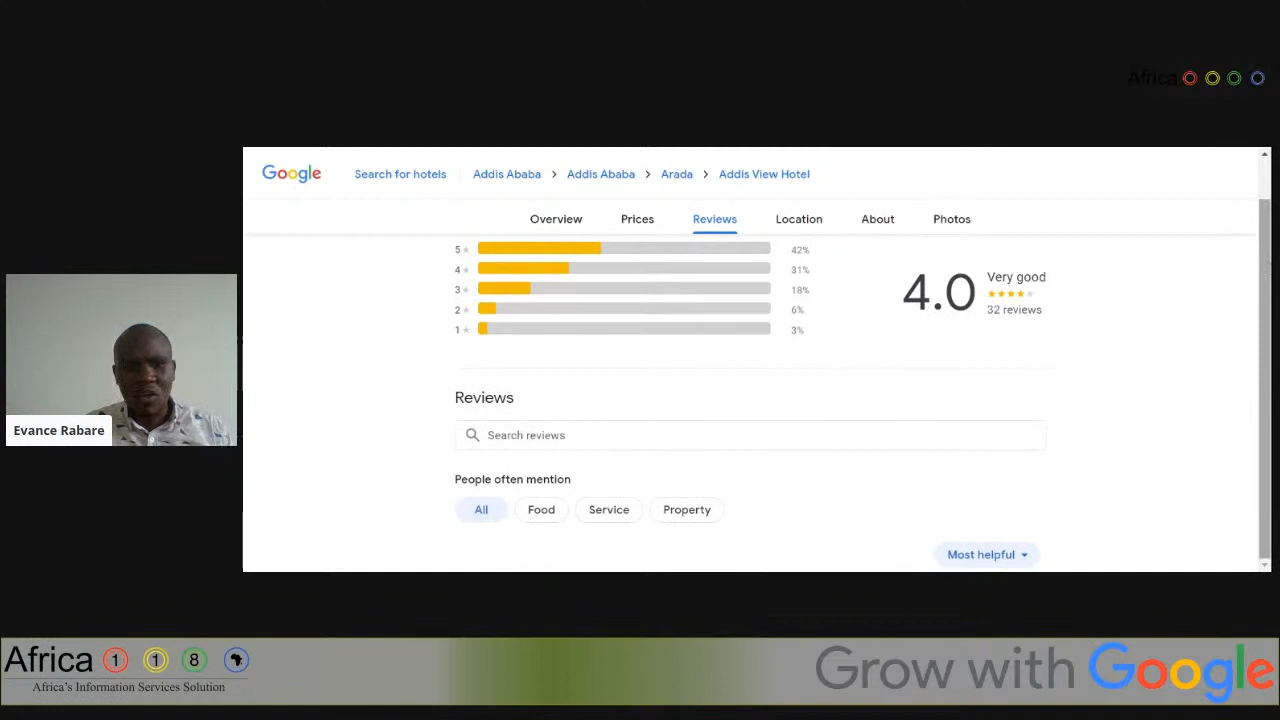 Africa
Google Search for hotels Addis Ababa > Addis Ababa > Arada > Addis View Hotel
Overview Prices Reviews Location About Photos
5 ★ 42%
4 ★ 31%
3 ★ 18%
2 ★ 6%
1 ★ 3%
4.0
Very good
32 reviews
Reviews
Search reviews
People often mention
All Food Service Property
Most helpful
Evance Rabare
Africa 1 1 8
Africa's Information Services Solution
Grow with Google